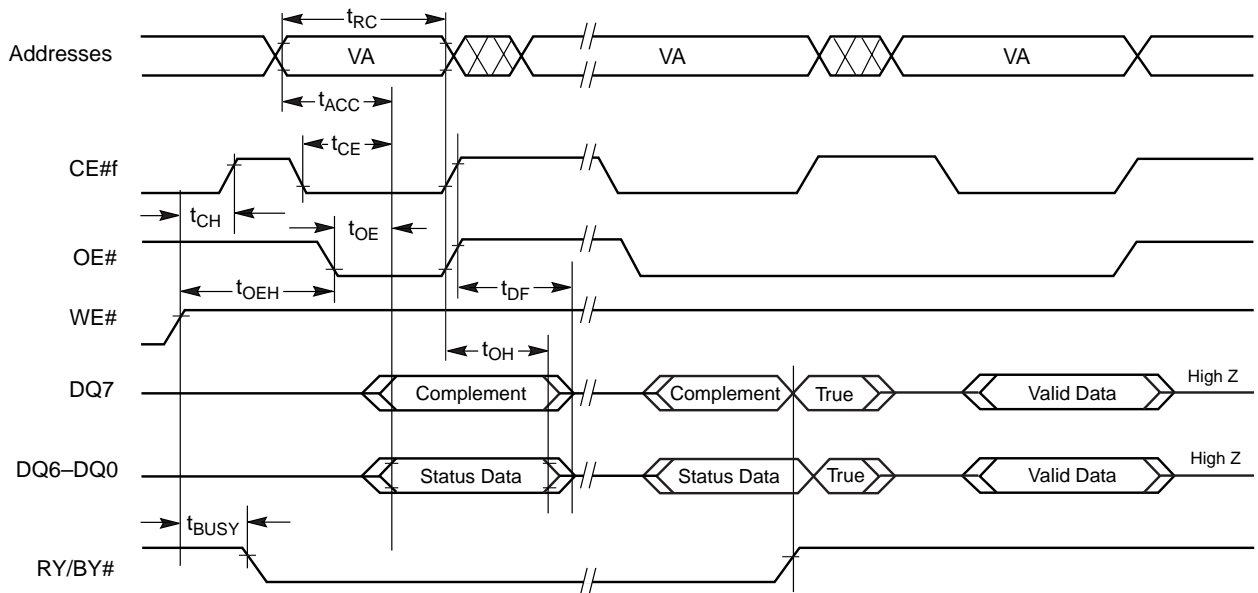 tRC
Addresses VA VA VA
tACC
tCE
CE#f
tCH tOE
OE#
tOEH tDF
WE#
tOH
DQ7 Complement Complement True Valid Data High Z
DQ6–DQ0 Status Data Status Data True Valid Data High Z
tBUSY
RY/BY#